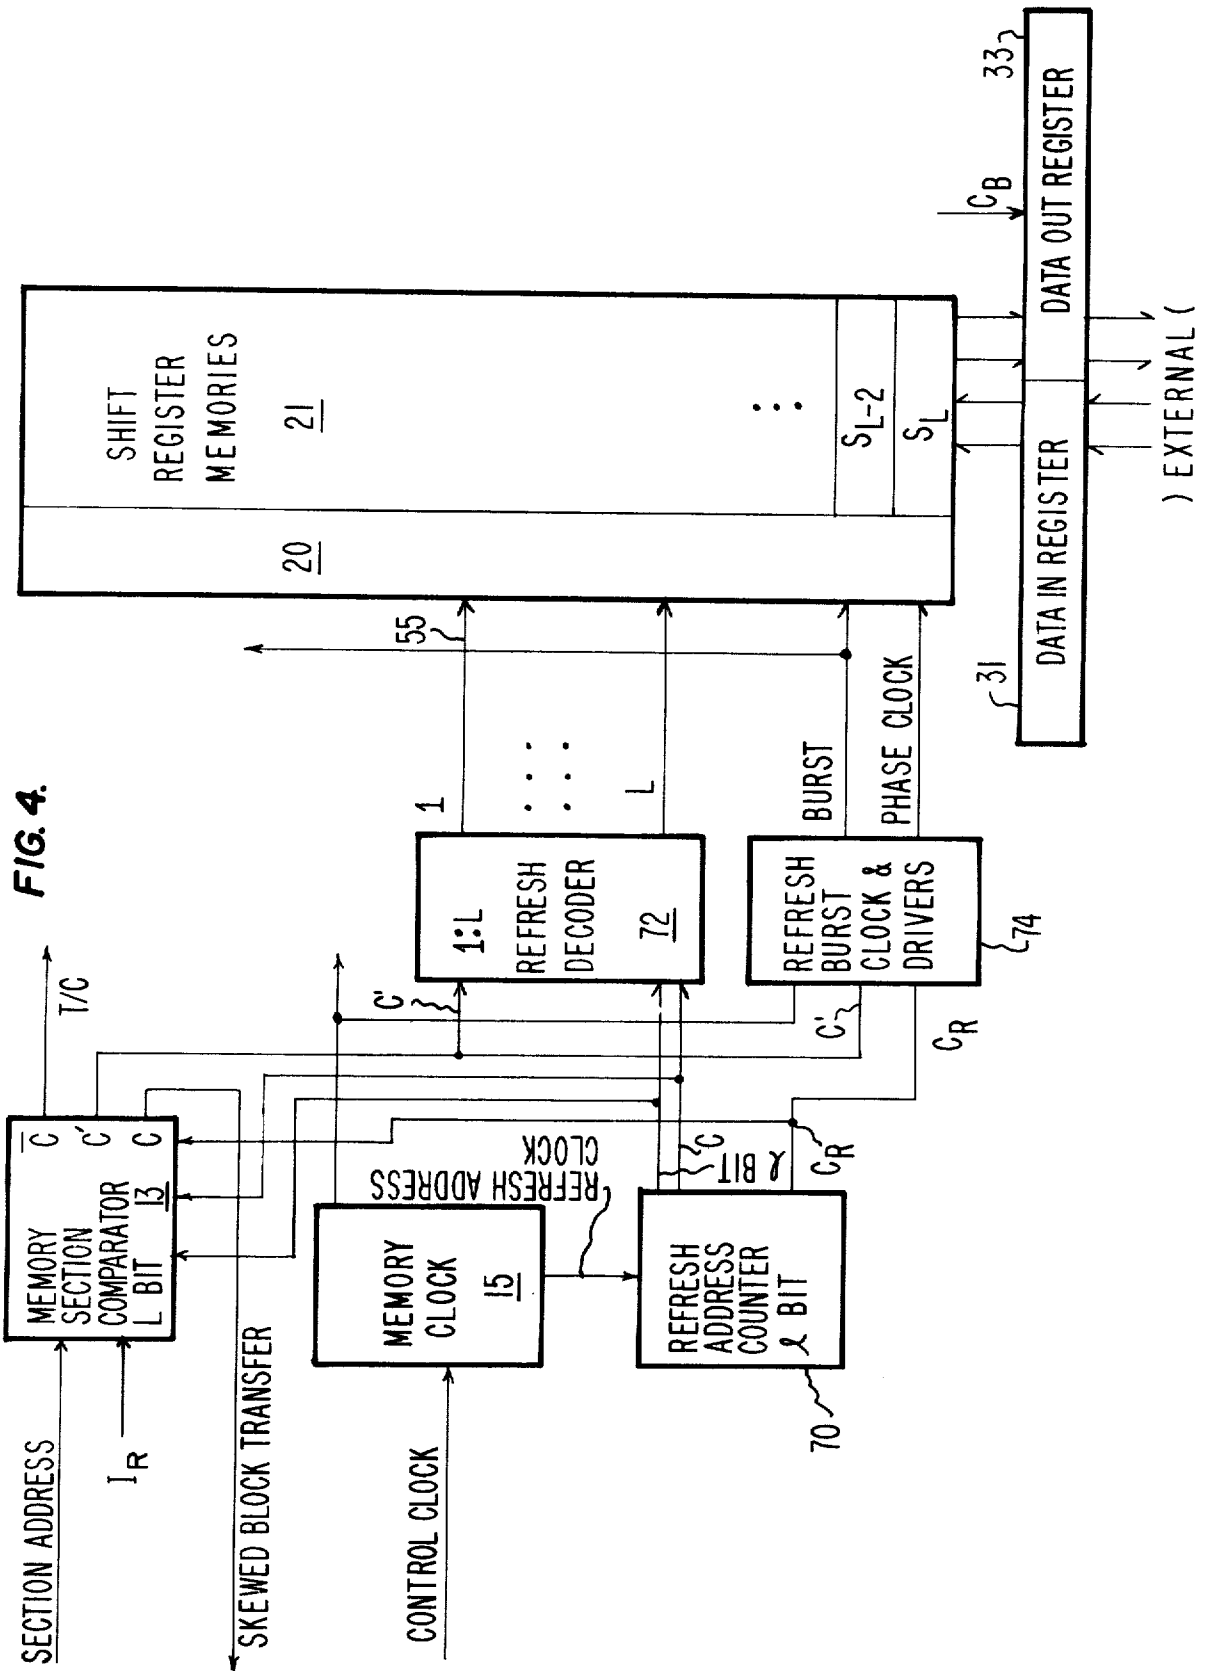 FIG. 4.
SECTION ADDRESS
I_R
MEMORY
SECTION
COMPARATOR
L BIT 13
C̅
C'
C
T/C
SKEWED BLOCK TRANSFER
CONTROL CLOCK
MEMORY
CLOCK
15
REFRESH ADDRESS
CLOCK
REFRESH
ADDRESS
COUNTER
ℓ BIT
70
ℓ BIT
C
C_R
C'
1:L
REFRESH
DECODER
72
1
L
55
C'
C_R
REFRESH
BURST
CLOCK &
DRIVERS
74
BURST
PHASE CLOCK
20
SHIFT
REGISTER
MEMORIES
21
S_L-2
S_L
C_B
31
DATA IN REGISTER
DATA OUT REGISTER
33
) EXTERNAL (